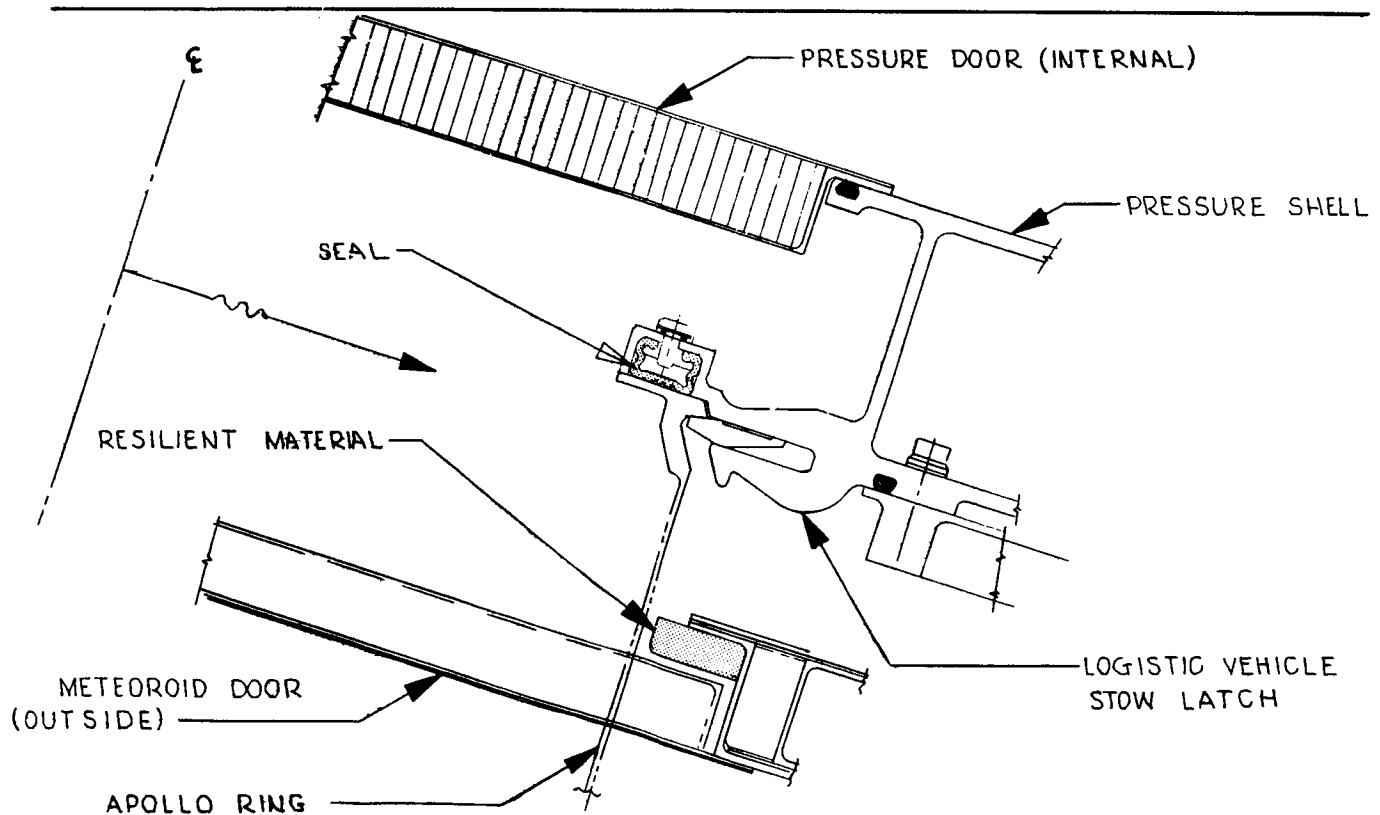 ℄
PRESSURE DOOR (INTERNAL)
PRESSURE SHELL
SEAL
RESILIENT MATERIAL
METEOROID DOOR
(OUTSIDE)
APOLLO RING
LOGISTIC VEHICLE
STOW LATCH